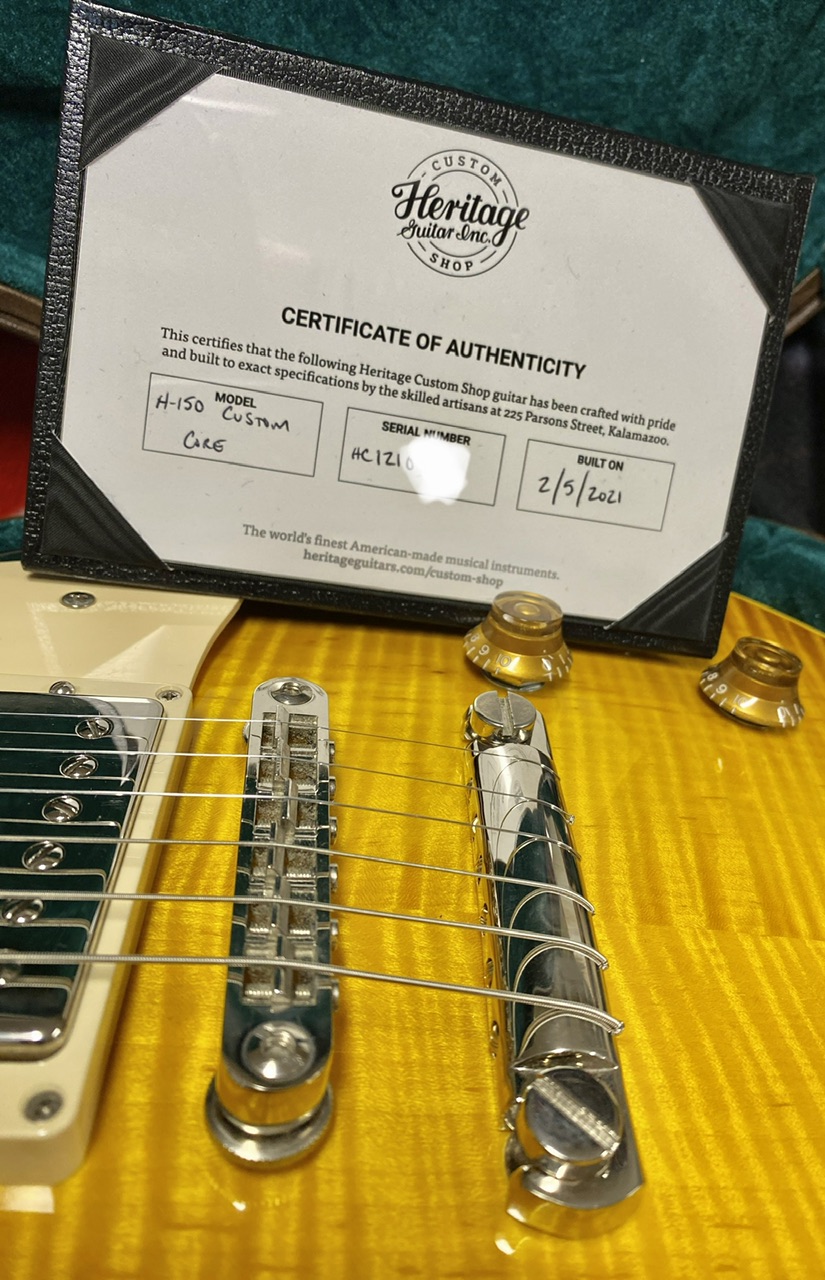 CUSTOM
Heritage
Guitar Inc.
SHOP
CERTIFICATE OF AUTHENTICITY
This certifies that the following Heritage Custom Shop guitar has been crafted with pride
and built to exact specifications by the skilled artisans at 225 Parsons Street, Kalamazoo.
MODEL
H-150 CUSTOM
CORE
SERIAL NUMBER
HC1210
BUILT ON
2/5/2021
The world's finest American-made musical instruments.
heritageguitars.com/custom-shop